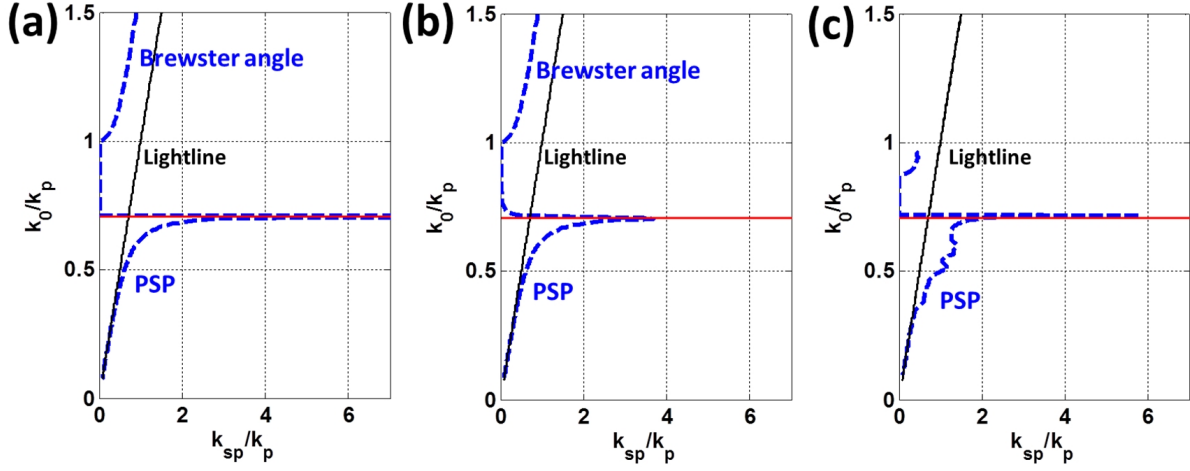 (a)
1.5
1
0.5
0
k0/kp
Brewster angle
Lightline
PSP
0 2 4 6
ksp/kp
(b)
1.5
1
0.5
0
k0/kp
Brewster angle
Lightline
PSP
0 2 4 6
ksp/kp
(c)
1.5
1
0.5
0
k0/kp
Lightline
PSP
0 2 4 6
ksp/kp